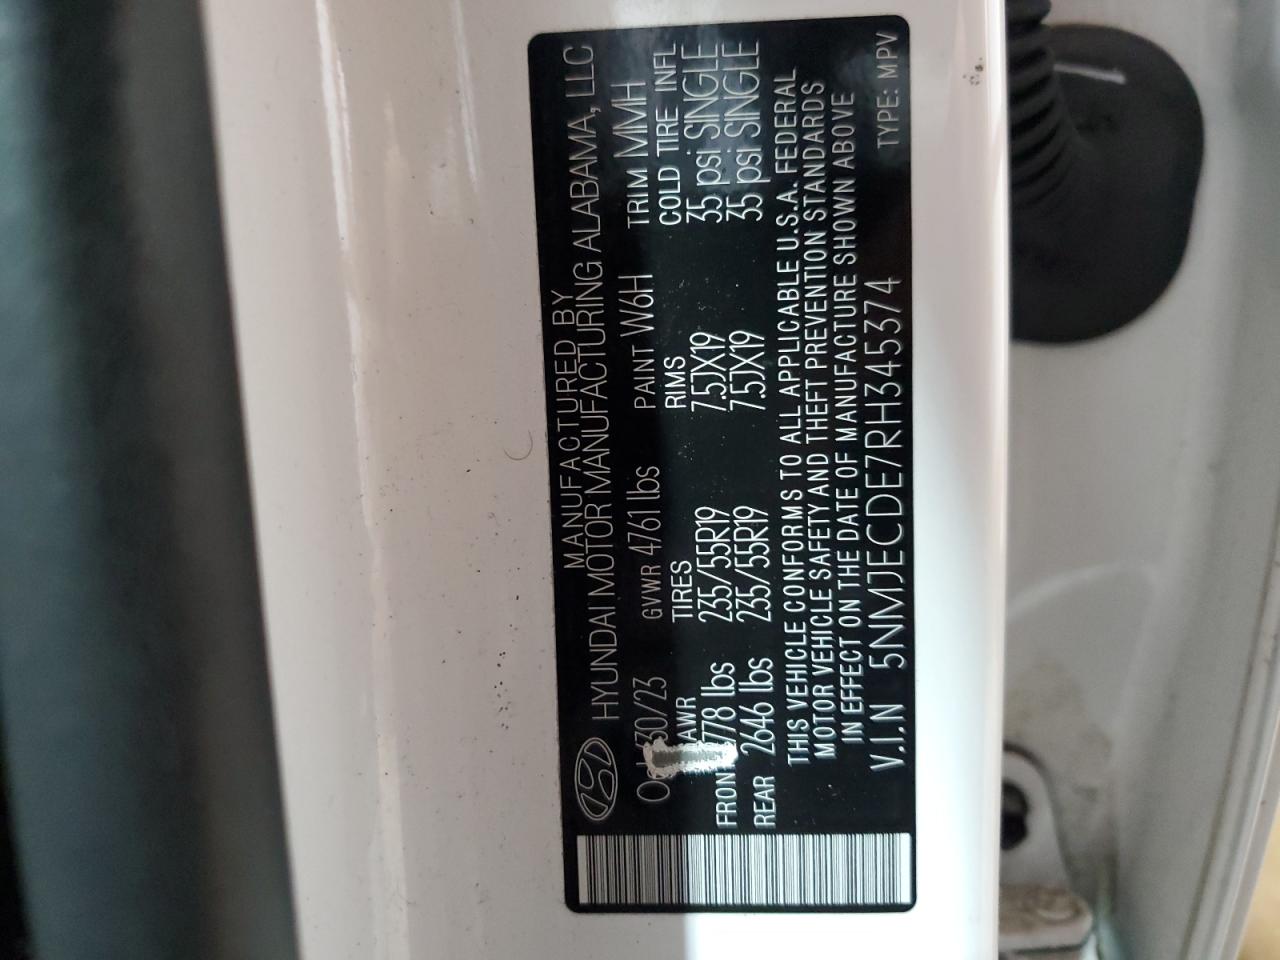 MANUFACTURED BY
HYUNDAI MOTOR MANUFACTURING ALABAMA, LLC
30/23 GVWR 4761 lbs PAINT W6H TRIM MMH
TIRES RIMS COLD TIRE INFL
778 lbs 235/55R19 7.5JX19 35 psi SINGLE
REAR 2646 lbs 235/55R19 7.5JX19 35 psi SINGLE
THIS VEHICLE CONFORMS TO ALL APPLICABLE U.S.A. FEDERAL
MOTOR VEHICLE SAFETY AND THEFT PREVENTION STANDARDS
IN EFFECT ON THE DATE OF MANUFACTURE SHOWN ABOVE
V.I.N 5NMJECDE7RH345374 TYPE: MPV